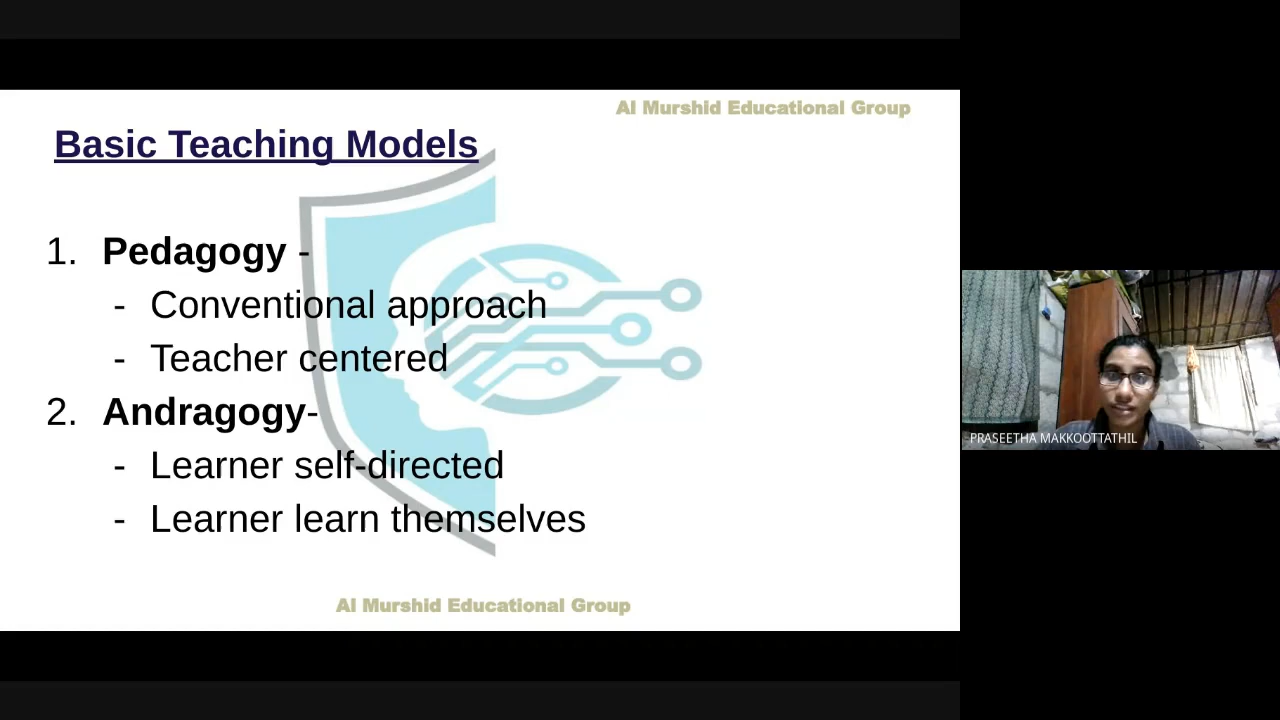 Al Murshid Educational Group
Basic Teaching Models
1. Pedagogy -
- Conventional approach
- Teacher centered
2. Andragogy-
- Learner self-directed
- Learner learn themselves
Al Murshid Educational Group
PRASEETHA MAKKOOTTATHIL